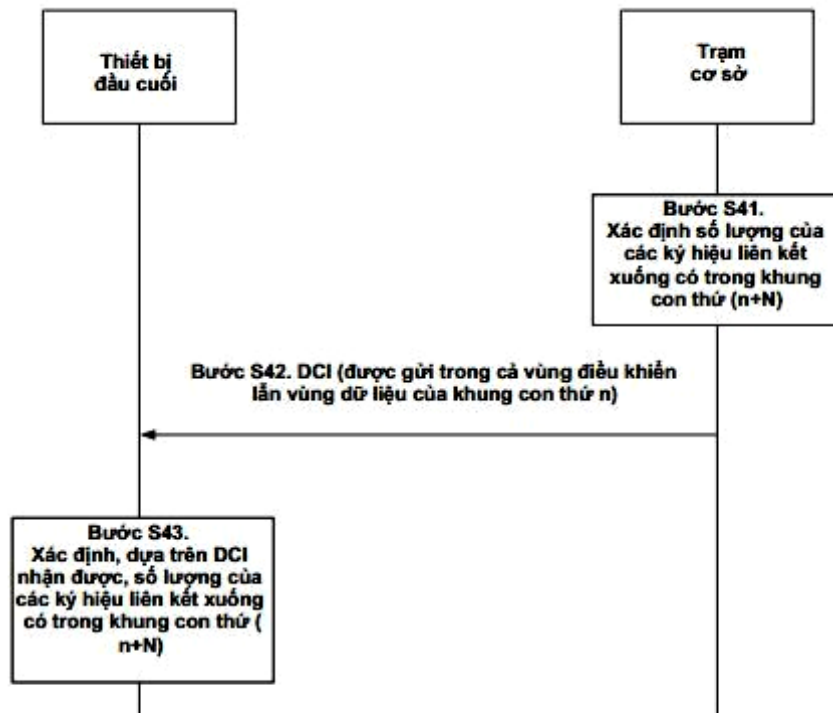 Thiết bị
đầu cuối
Trạm
cơ sở
Bước S41.
Xác định số lượng của
các ký hiệu liên kết
xuống có trong khung
con thứ (n+N)
Bước S42. DCI (được gửi trong cả vùng điều khiển
lẫn vùng dữ liệu của khung con thứ n)
Bước S43.
Xác định, dựa trên DCI
nhận được, số lượng của
các ký hiệu liên kết xuống
có trong khung con thứ (
n+N)